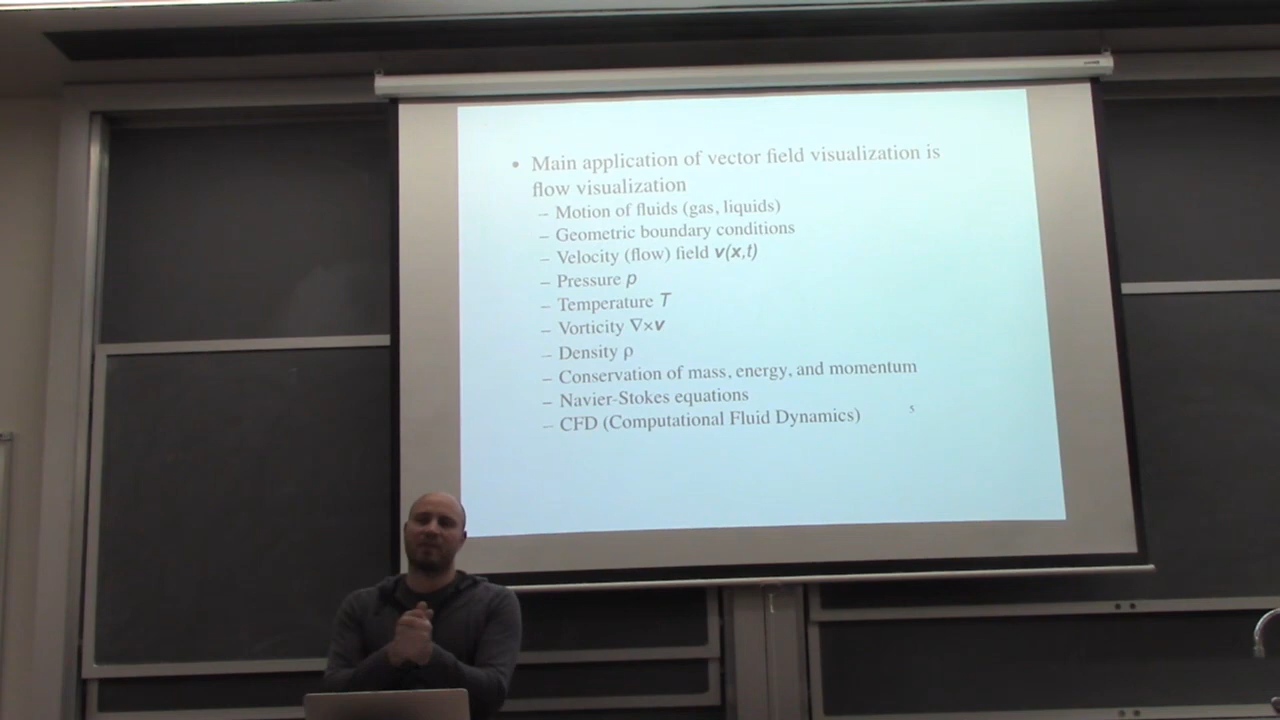 • Main application of vector field visualization is
flow visualization
– Motion of fluids (gas, liquids)
– Geometric boundary conditions
– Velocity (flow) field v(x,t)
– Pressure p
– Temperature T
– Vorticity ∇×v
– Density ρ
– Conservation of mass, energy, and momentum
– Navier-Stokes equations
– CFD (Computational Fluid Dynamics)
5